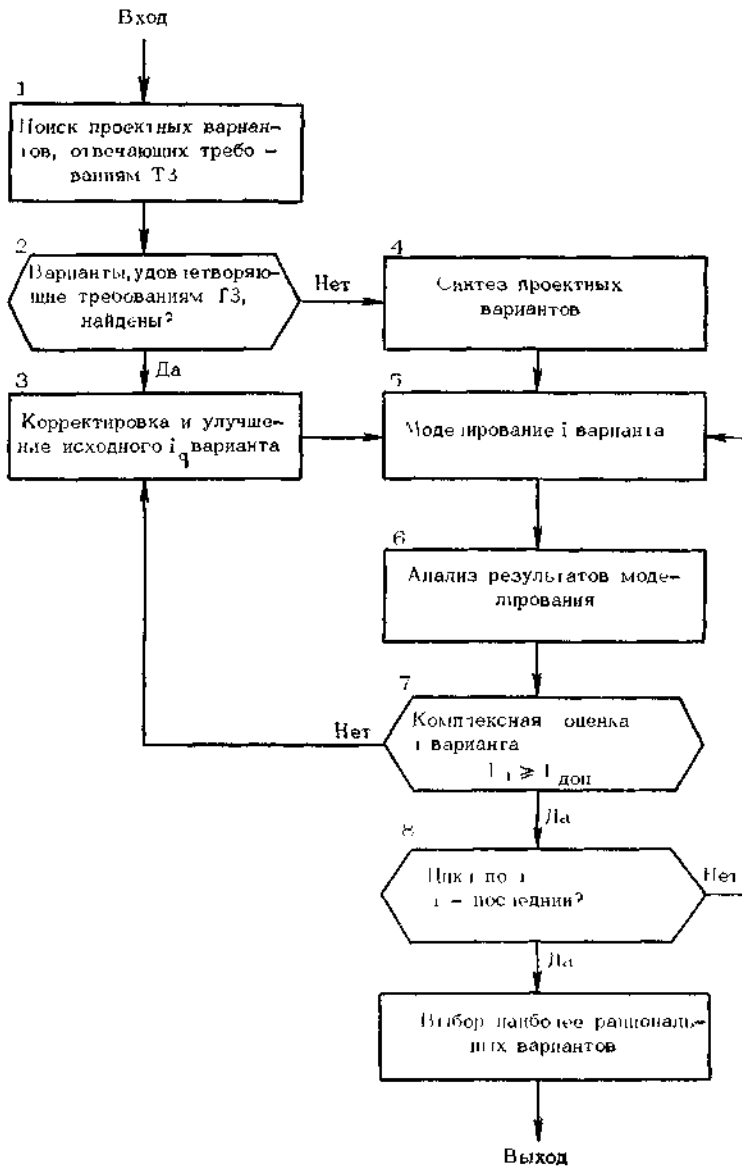 Вход
1
Поиск проектных вариан-
тов, отвечающих требо -
ваниям ТЗ
2
Варианты, удовлетворяю-
щие требованиям ТЗ,
найдены?
Нет
4
Синтез проектных
вариантов
Да
3
Корректировка и улучше-
ние исходного i q варианта
5
Моделирование i варианта
6
Анализ результатов моде-
лирования
7
Нет
Комплексная оценка
i варианта
⩾ доп
Да
8
Цикл по i
i - последний?
Нет
Да
Выбор наиболее рациональ-
ных вариантов
Выход